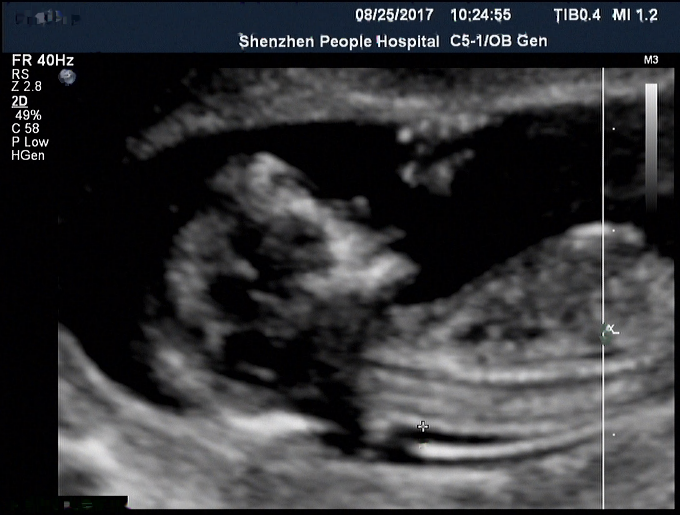 08/25/2017 10:24:55 TIB0.4 MI 1.2
Shenzhen People Hospital C5-1/OB Gen
FR 40Hz
M3
RS
Z 2.8
2D
49%
C 58
P Low
HGen